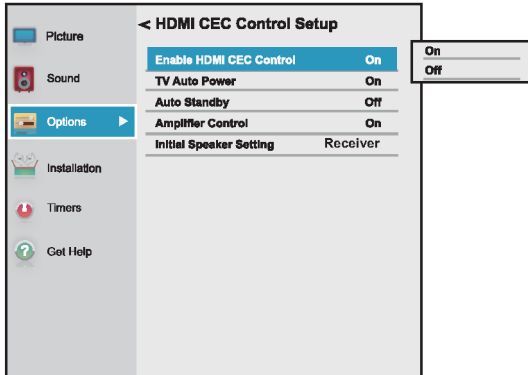 Picture
Sound
Options
Installation
Timers
Get Help
< HDMI CEC Control Setup
Enable HDMI CEC Control On
TV Auto Power On
Auto Standby Off
Amplifier Control On
Initial Speaker Setting Receiver
On
Off